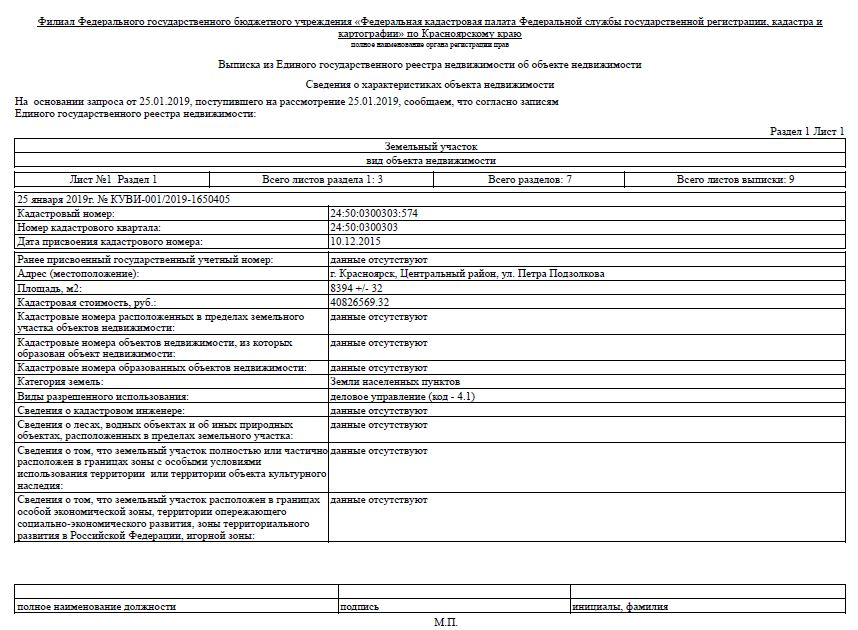 Филиал Федерального государственного бюджетного учреждения «Федеральная кадастровая палата Федеральной службы государственной регистрации, кадастра и
картографии» по Красноярскому краю
полное наименование органа регистрации прав
Выписка из Единого государственного реестра недвижимости об объекте недвижимости
Сведения о характеристиках объекта недвижимости
На основании запроса от 25.01.2019, поступившего на рассмотрение 25.01.2019, сообщаем, что согласно записям
Единого государственного реестра недвижимости:
Раздел 1 Лист 1
Земельный участок
вид объекта недвижимости
Лист №1 Раздел 1 Всего листов раздела 1: 3 Всего разделов: 7 Всего листов выписки: 9
25 января 2019г. № КУВИ-001/2019-1650405
Кадастровый номер: 24:50:0300303:574
Номер кадастрового квартала: 24:50:0300303
Дата присвоения кадастрового номера: 10.12.2015
Ранее присвоенный государственный учетный номер: данные отсутствуют
Адрес (местоположение): г. Красноярск, Центральный район, ул. Петра Подзолкова
Площадь, м2: 8394 +/- 32
Кадастровая стоимость, руб.: 40826569.32
Кадастровые номера расположенных в пределах земельного данные отсутствуют
участка объектов недвижимости:
Кадастровые номера объектов недвижимости, из которых данные отсутствуют
образован объект недвижимости:
Кадастровые номера образованных объектов недвижимости: данные отсутствуют
Категория земель: Земли населенных пунктов
Виды разрешенного использования: деловое управление (код - 4.1)
Сведения о кадастровом инженере: данные отсутствуют
Сведения о лесах, водных объектах и об иных природных данные отсутствуют
объектах, расположенных в пределах земельного участка:
Сведения о том, что земельный участок полностью или частично данные отсутствуют
расположен в границах зоны с особыми условиями
использования территории или территории объекта культурного
наследия:
Сведения о том, что земельный участок расположен в границах данные отсутствуют
особой экономической зоны, территории опережающего
социально-экономического развития, зоны территориального
развития в Российской Федерации, игорной зоны:
полное наименование должности подпись инициалы, фамилия
М.П.